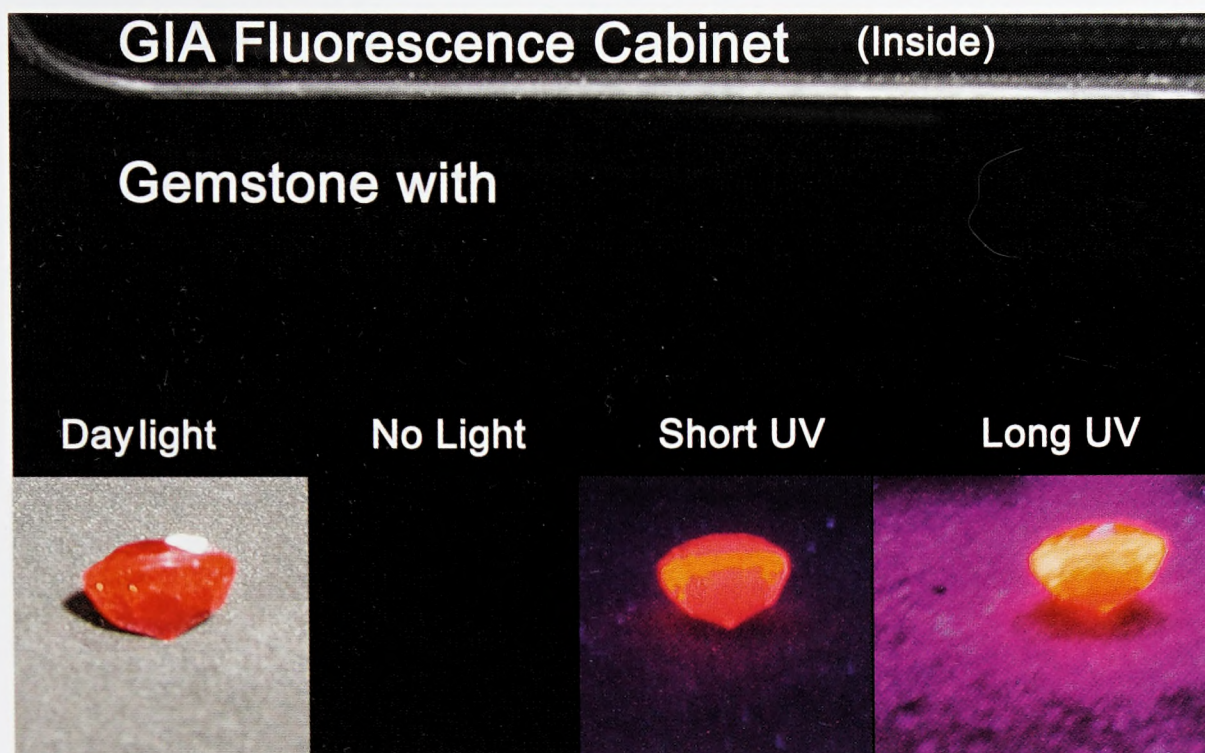 GIA Fluorescence Cabinet (Inside)
Gemstone with
Daylight No Light Short UV Long UV